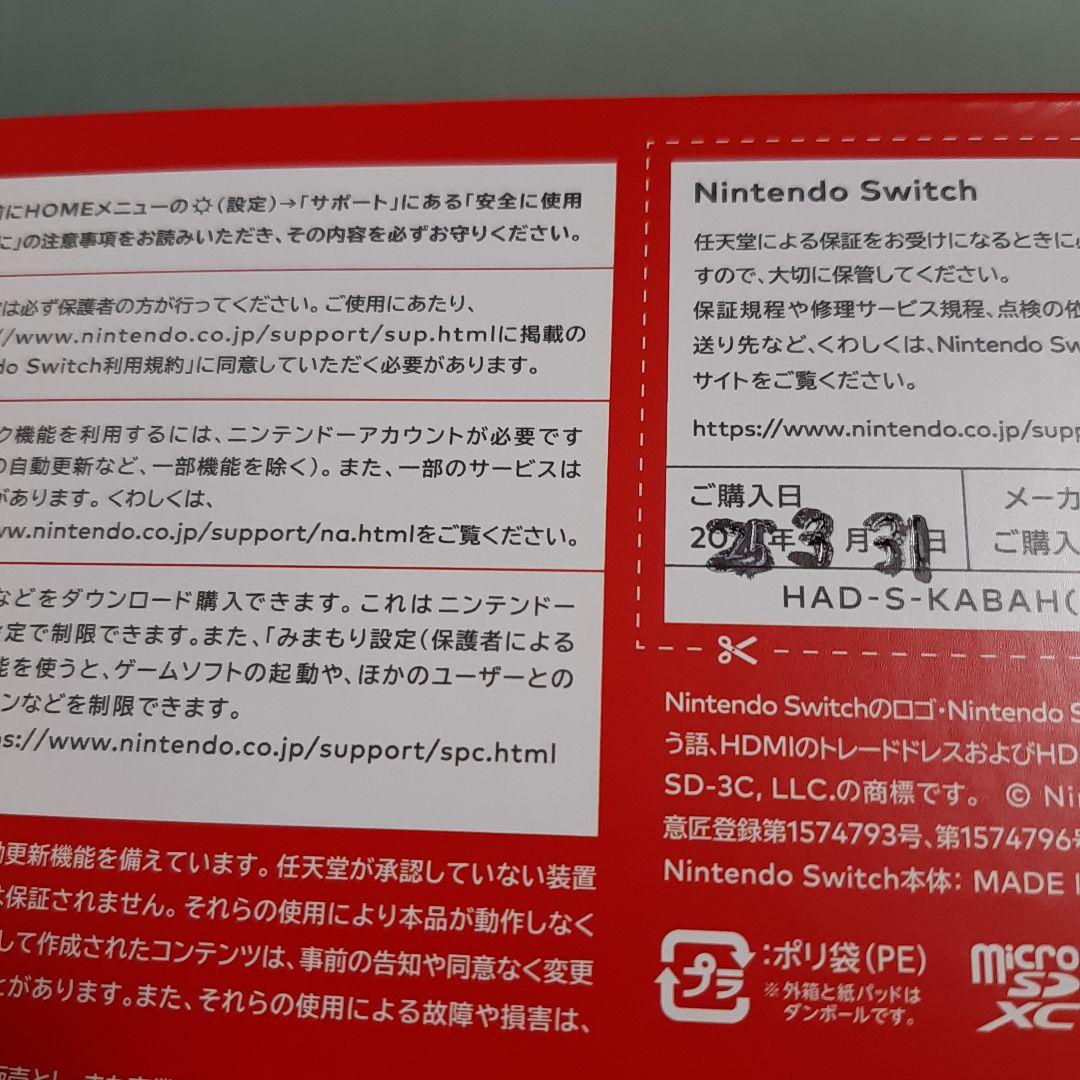 前にHOMEメニューの(設定)→「サポート」にある「安全に使用
に」の注意事項をお読みいただき、その内容を必ずお守りください。
は必ず保護者の方が行ってください。ご使用にあたり、
//www.nintendo.co.jp/support/sup.htmlに掲載の
do Switch利用規約」に同意していただく必要があります。
ク機能を利用するには、ニンテンドーアカウントが必要です
の自動更新など、一部機能を除く)。また、一部のサービスは
があります。くわしくは、
ww.nintendo.co.jp/support/na.htmlをご覧ください。
などをダウンロード購入できます。これはニンテンドー
定で制限できます。また、「みまもり設定(保護者による
能を使うと、ゲームソフトの起動や、ほかのユーザーとの
ンなどを制限できます。
s://www.nintendo.co.jp/support/spc.html
動更新機能を備えています。任天堂が承認していない装置
は保証されません。それらの使用により本品が動作しなく
して作成されたコンテンツは、事前の告知や同意なく変更
とがあります。また、それらの使用による故障や損害は、
Nintendo Switch
任天堂による保証をお受けになるときに
すので、大切に保管してください。
保証規程や修理サービス規程、点検の依
送り先など、くわしくは、Nintendo Sw
サイトをご覧ください。
https://www.nintendo.co.jp/supp
ご購入日
年3月31日
メーカ
ご購入
HAD-S-KABAH(
Nintendo Switchのロゴ・Nintendo S
う語、HDMIのトレードドレスおよびHD
SD-3C, LLC.の商標です。 © Nin
意匠登録第1574793号、第1574796号
Nintendo Switch本体: MADE I
プラ
:ポリ袋(PE)
※外箱と紙パッドは
ダンボールです。
micro
SD
XC